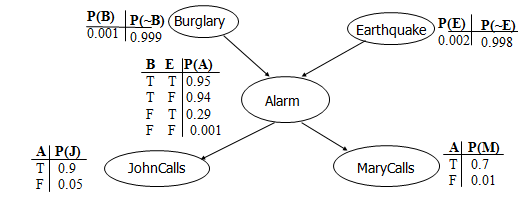 P(B) P(~B)
0.001 0.999
Burglary
Earthquake
P(E) P(~E)
0.002 0.998
B E P(A)
T T 0.95
T F 0.94
F T 0.29
F F 0.001
Alarm
A P(J)
T 0.9
F 0.05
JohnCalls
MaryCalls
A P(M)
T 0.7
F 0.01